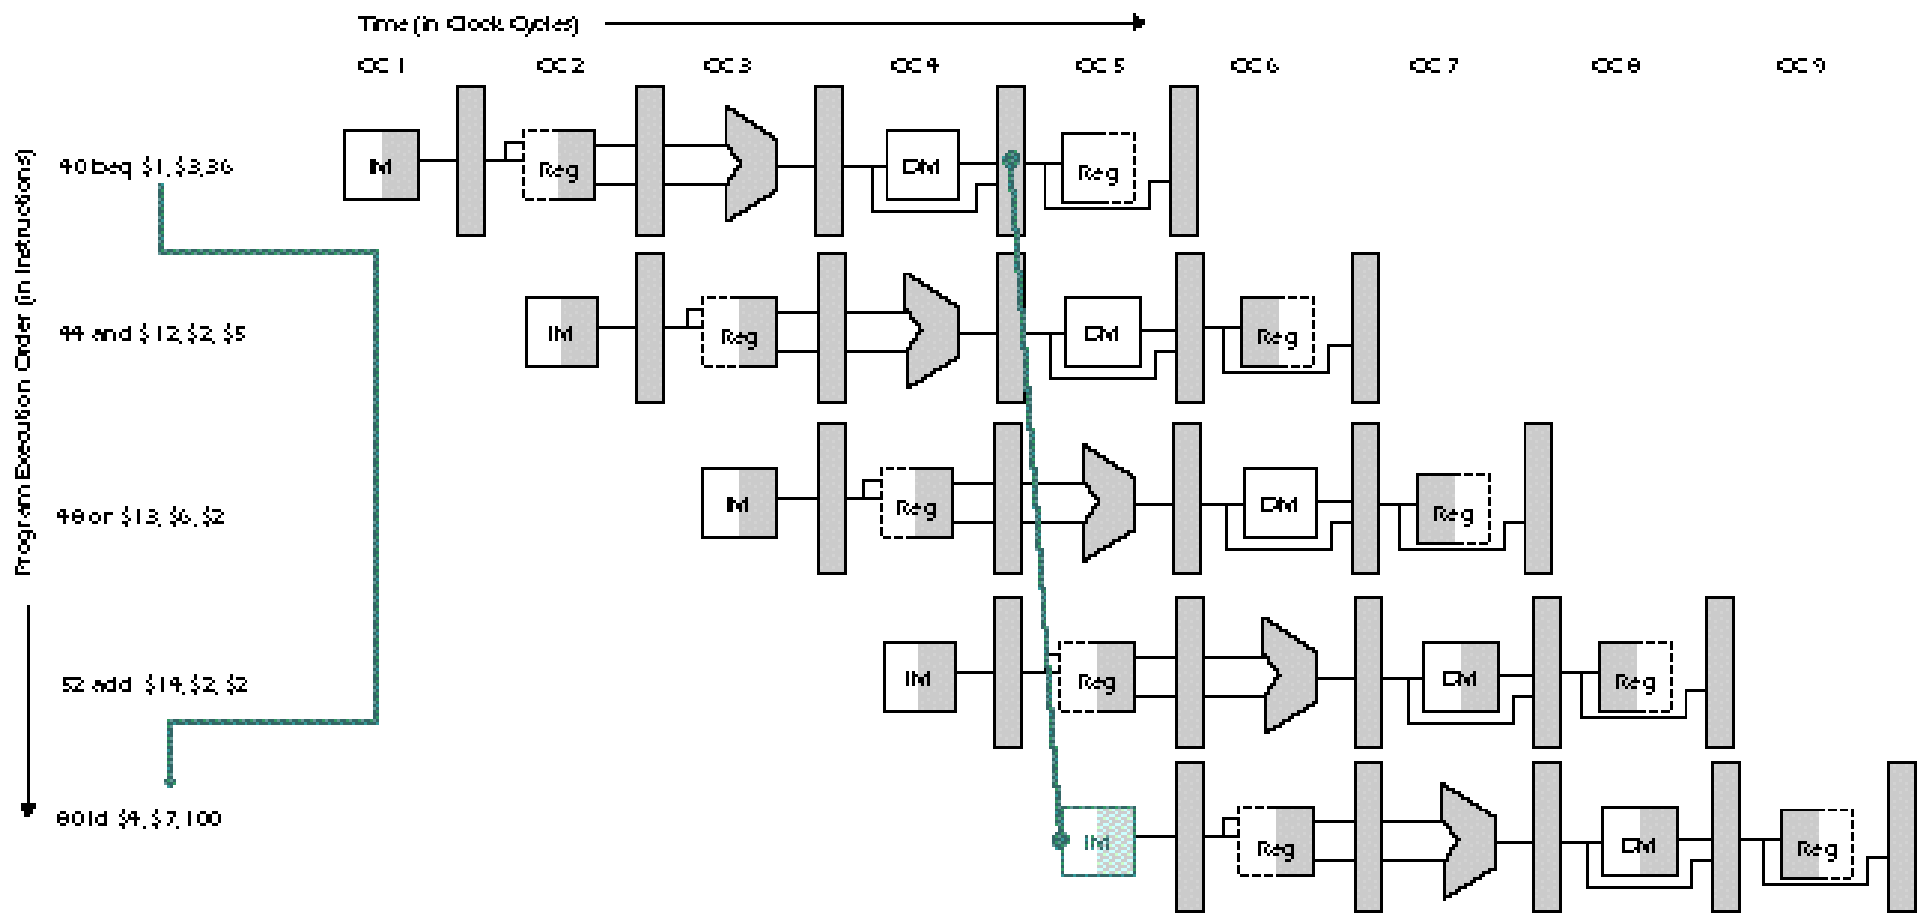 Time (in Clock Cycles)
CC 1 CC 2 CC 3 CC 4 CC 5 CC 6 CC 7 CC 8 CC 9
Program Execution Order (in Instructions)
40 beq $1, $3,36
IM Reg DM Reg
44 and $12, $2, $5
IM Reg DM Reg
48 or $13, $6, $2
IM Reg DM Reg
52 add $14, $2, $2
IM Reg DM Reg
80 ld $4, $7, 100
IM Reg DM Reg